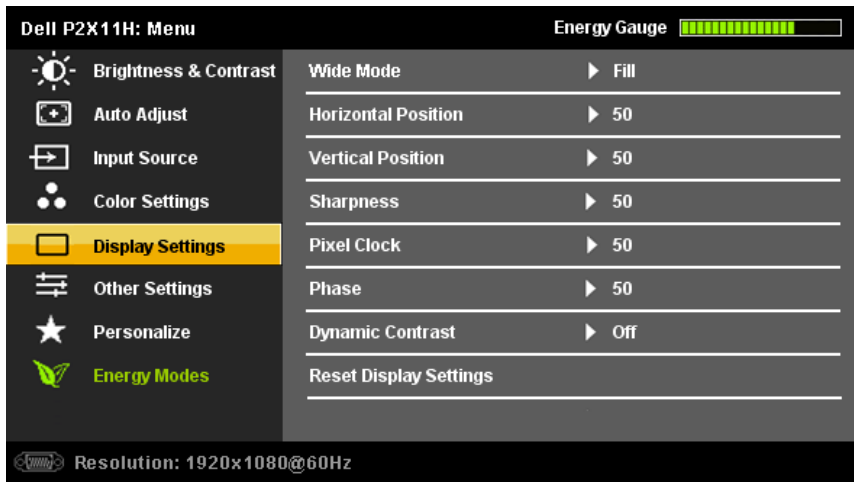 Dell P2X11H: Menu Energy Gauge
Brightness & Contrast Wide Mode Fill
Auto Adjust Horizontal Position 50
Input Source Vertical Position 50
Color Settings Sharpness 50
Display Settings Pixel Clock 50
Other Settings Phase 50
Personalize Dynamic Contrast Off
Energy Modes Reset Display Settings
Resolution: 1920x1080@60Hz